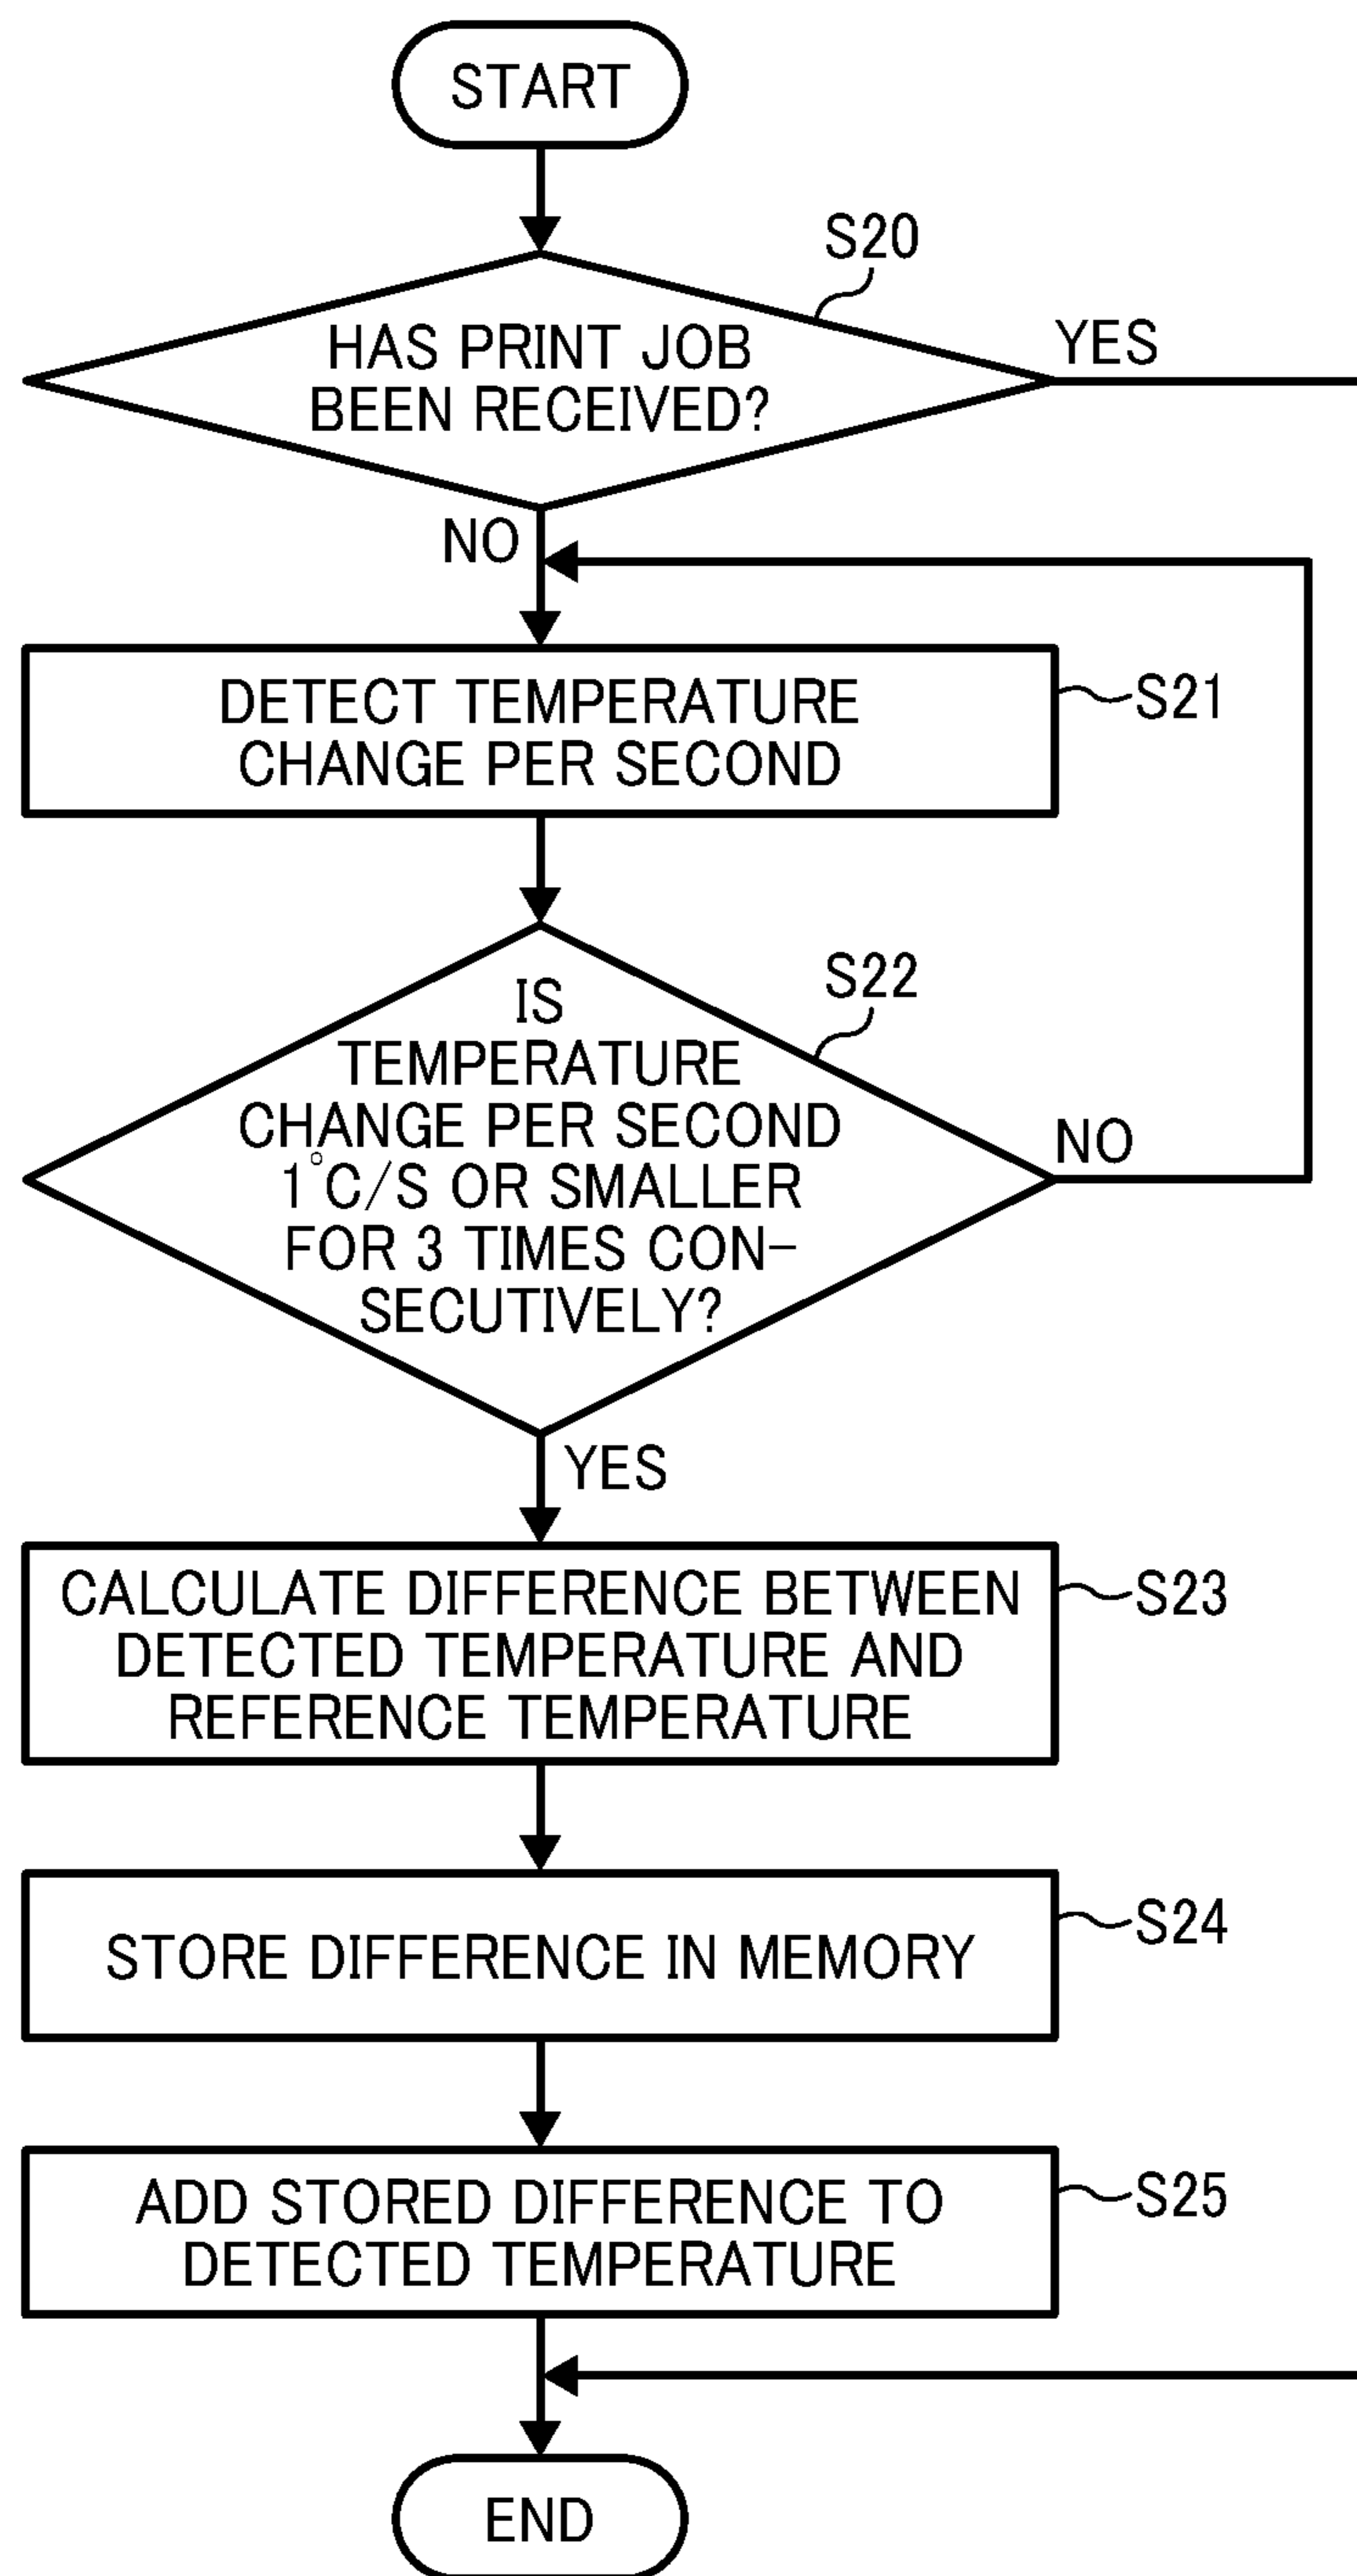 START
S20
HAS PRINT JOB
BEEN RECEIVED?
YES
NO
DETECT TEMPERATURE
CHANGE PER SECOND
S21
S22
IS
TEMPERATURE
CHANGE PER SECOND
1°C/S OR SMALLER
FOR 3 TIMES CON-
SECUTIVELY?
NO
YES
CALCULATE DIFFERENCE BETWEEN
DETECTED TEMPERATURE AND
REFERENCE TEMPERATURE
S23
STORE DIFFERENCE IN MEMORY
S24
ADD STORED DIFFERENCE TO
DETECTED TEMPERATURE
S25
END